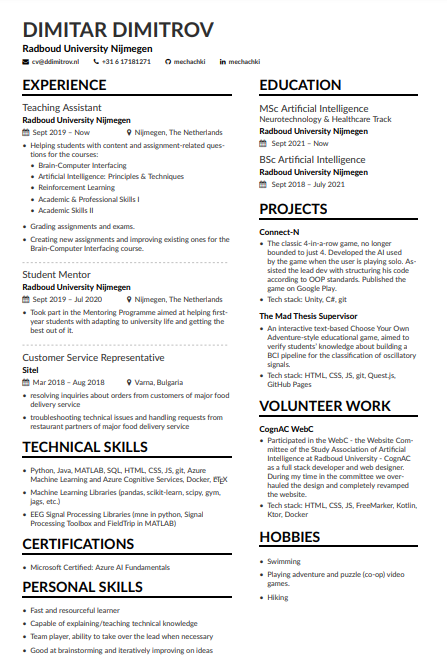 DIMITAR DIMITROV
Radboud University Nijmegen
cv@ddimitrov.nl +31 6 17181271 mechachki mechachki
EXPERIENCE
Teaching Assistant
Radboud University Nijmegen
Sept 2019 – Now Nijmegen, The Netherlands
• Helping students with content and assignment-related ques-
tions for the courses:
• Brain-Computer Interfacing
• Artificial Intelligence: Principles & Techniques
• Reinforcement Learning
• Academic & Professional Skills I
• Academic Skills II
• Grading assignments and exams.
• Creating new assignments and improving existing ones for the
Brain-Computer Interfacing course.
Student Mentor
Radboud University Nijmegen
Sept 2019 – Jul 2020 Nijmegen, The Netherlands
• Took part in the Mentoring Programme aimed at helping first-
year students with adapting to university life and getting the
best out of it.
Customer Service Representative
Sitel
Mar 2018 – Aug 2018 Varna, Bulgaria
• resolving inquiries about orders from customers of major food
delivery service
• troubleshooting technical issues and handling requests from
restaurant partners of major food delivery service
TECHNICAL SKILLS
• Python, Java, MATLAB, SQL, HTML, CSS, JS, git, Azure
Machine Learning and Azure Cognitive Services, Docker, LATEX
• Machine Learning Libraries (pandas, scikit-learn, scipy, gym,
jags, etc.)
• EEG Signal Processing Libraries (mne in python, Signal
Processing Toolbox and FieldTrip in MATLAB)
CERTIFICATIONS
• Microsoft Certified: Azure AI Fundamentals
PERSONAL SKILLS
• Fast and resourceful learner
• Capable of explaining/teaching technical knowledge
• Team player, ability to take over the lead when necessary
• Good at brainstorming and iteratively improving on ideas
EDUCATION
MSc Artificial Intelligence
Neurotechnology & Healthcare Track
Radboud University Nijmegen
Sept 2021 – Now
BSc Artificial Intelligence
Radboud University Nijmegen
Sept 2018 – July 2021
PROJECTS
Connect-N
• The classic 4-in-a-row game, no longer
bounded to just 4. Developed the AI used
by the game when the user is playing solo. As-
sisted the lead dev with structuring his code
according to OOP standards. Published the
game on Google Play.
• Tech stack: Unity, C#, git
The Mad Thesis Supervisor
• An interactive text-based Choose Your Own
Adventure-style educational game, aimed to
verify students' knowledge about building a
BCI pipeline for the classification of oscillatory
signals.
• Tech stack: HTML, CSS, JS, git, Quest.js,
GitHub Pages
VOLUNTEER WORK
CognAC WebC
• Participated in the WebC - the Website Com-
mittee of the Study Association of Artificial
Intelligence at Radboud University - CognAC
as a full stack developer and web designer.
During my time in the committee we over-
hauled the design and completely revamped
the website.
• Tech stack: HTML, CSS, JS, FreeMarker, Kotlin,
Ktor, Docker
HOBBIES
• Swimming
• Playing adventure and puzzle (co-op) video
games.
• Hiking